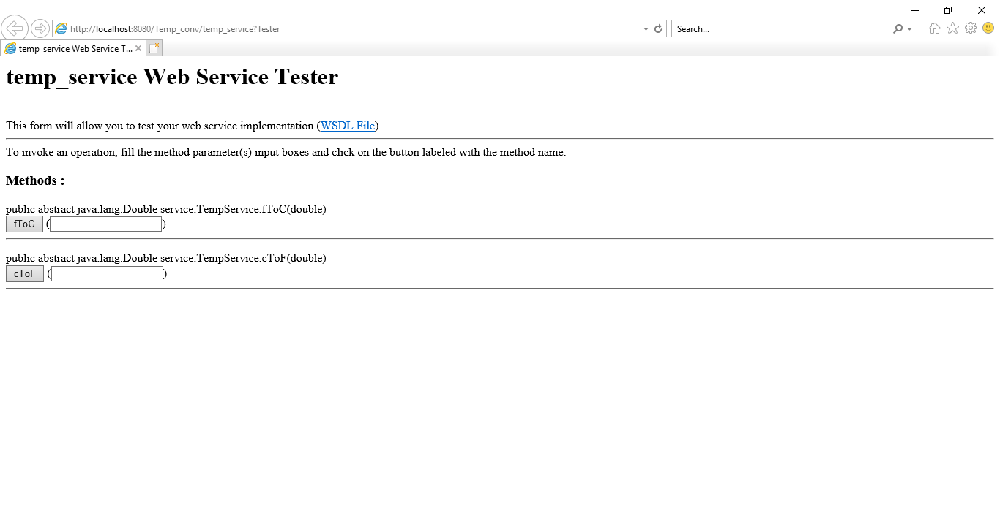 http://localhost:8080/Temp_conv/temp_service?Tester
Search...
temp_service Web Service T...
temp_service Web Service Tester
This form will allow you to test your web service implementation (WSDL File)
To invoke an operation, fill the method parameter(s) input boxes and click on the button labeled with the method name.
Methods :
public abstract java.lang.Double service.TempService.fToC(double)
fToC ( )
public abstract java.lang.Double service.TempService.cToF(double)
cToF ( )